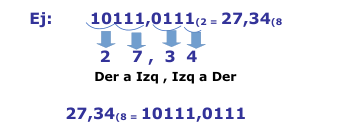 Ej: 10111,0111(2 = 27,34(8
2 7 , 3 4
Der a Izq , Izq a Der
27,34(8 = 10111,0111